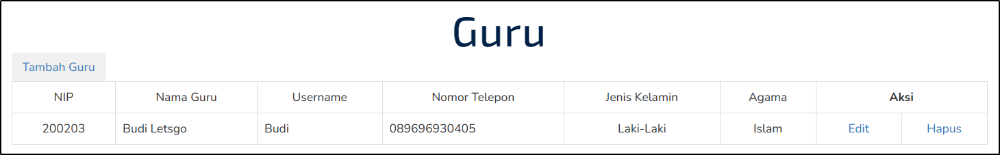 Guru
Tambah Guru
NIP Nama Guru Username Nomor Telepon Jenis Kelamin Agama Aksi
200203 Budi Letsgo Budi 089696930405 Laki-Laki Islam Edit Hapus